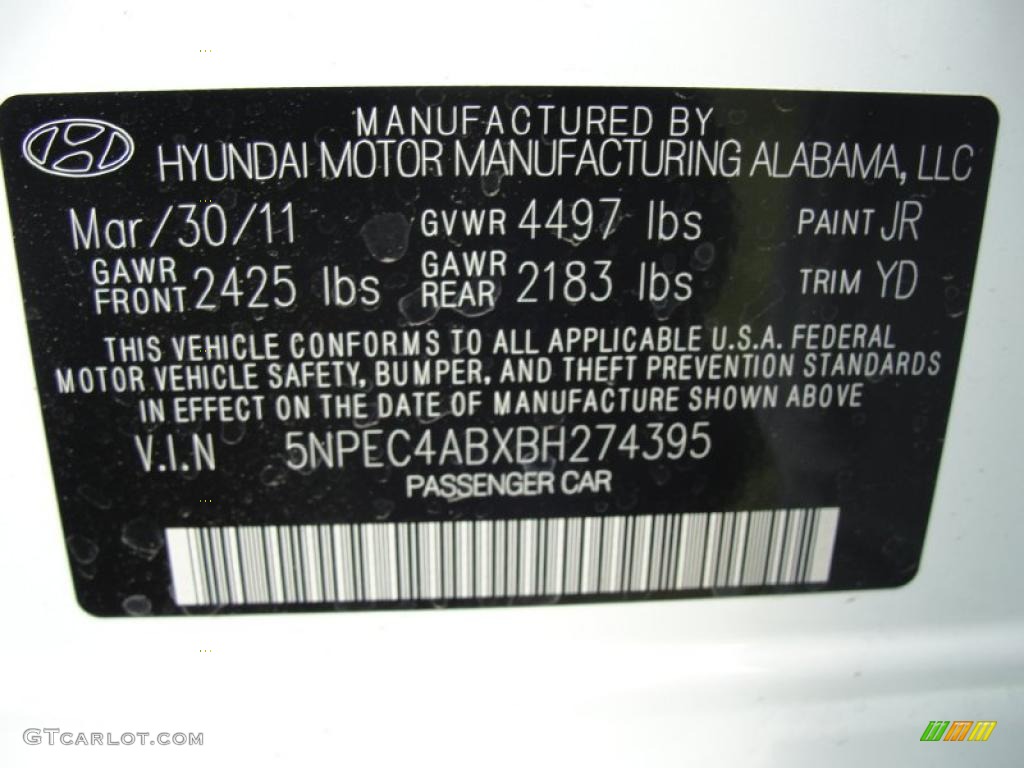 MANUFACTURED BY
HYUNDAI MOTOR MANUFACTURING ALABAMA, LLC
Mar/30/11 GVWR 4497 lbs PAINT JR
GAWR FRONT 2425 lbs GAWR REAR 2183 lbs TRIM YD
THIS VEHICLE CONFORMS TO ALL APPLICABLE U.S.A. FEDERAL
MOTOR VEHICLE SAFETY, BUMPER, AND THEFT PREVENTION STANDARDS
IN EFFECT ON THE DATE OF MANUFACTURE SHOWN ABOVE
V.I.N 5NPEC4ABXBH274395
PASSENGER CAR
GTCarLot.com